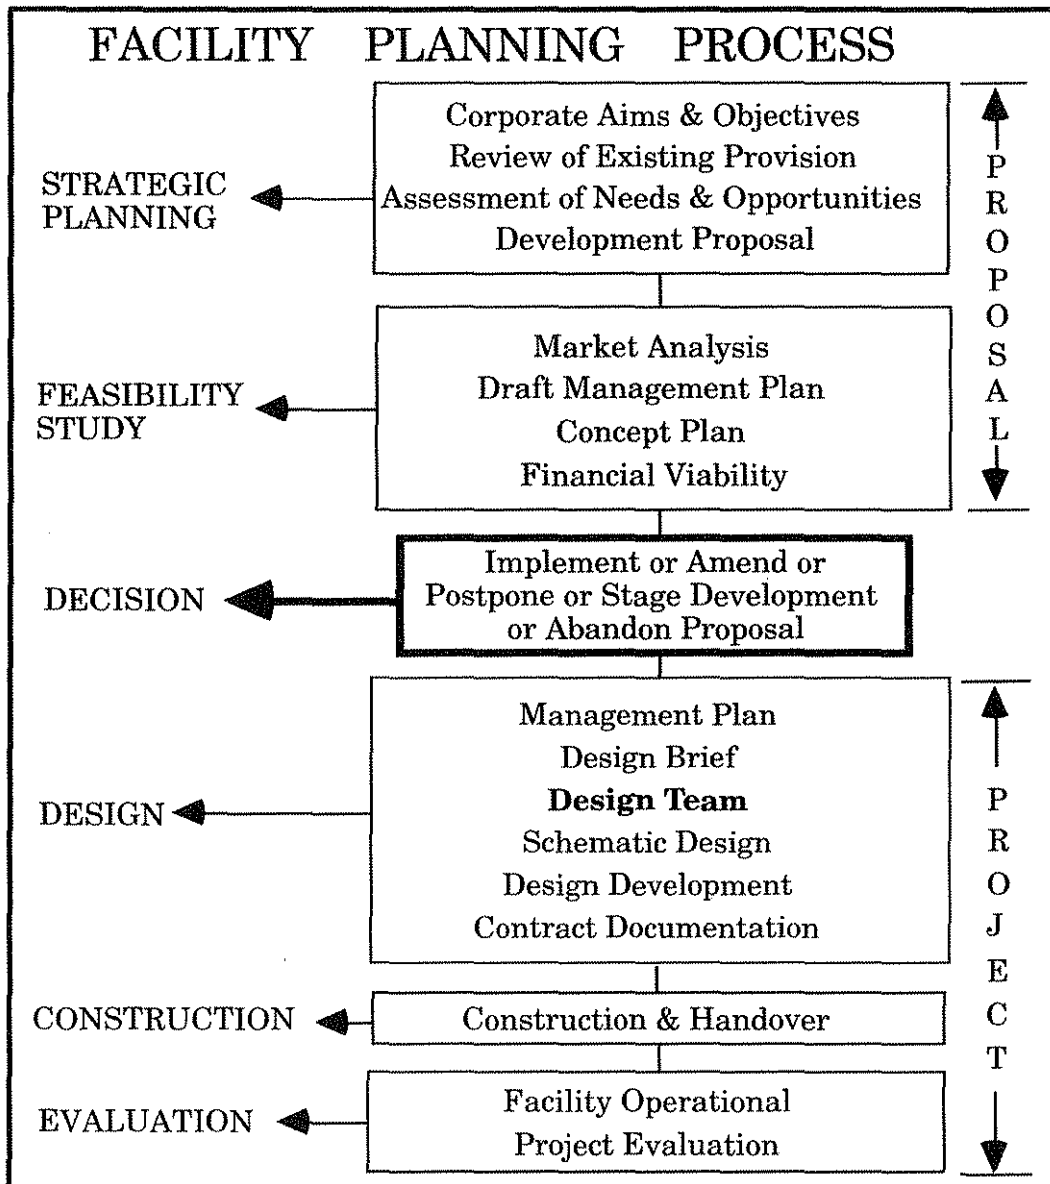 FACILITY PLANNING PROCESS
STRATEGIC
PLANNING
Corporate Aims & Objectives
Review of Existing Provision
Assessment of Needs & Opportunities
Development Proposal
PROPOSAL
FEASIBILITY
STUDY
Market Analysis
Draft Management Plan
Concept Plan
Financial Viability
DECISION
Implement or Amend or
Postpone or Stage Development
or Abandon Proposal
DESIGN
Management Plan
Design Brief
Design Team
Schematic Design
Design Development
Contract Documentation
PROJECT
CONSTRUCTION
Construction & Handover
EVALUATION
Facility Operational
Project Evaluation